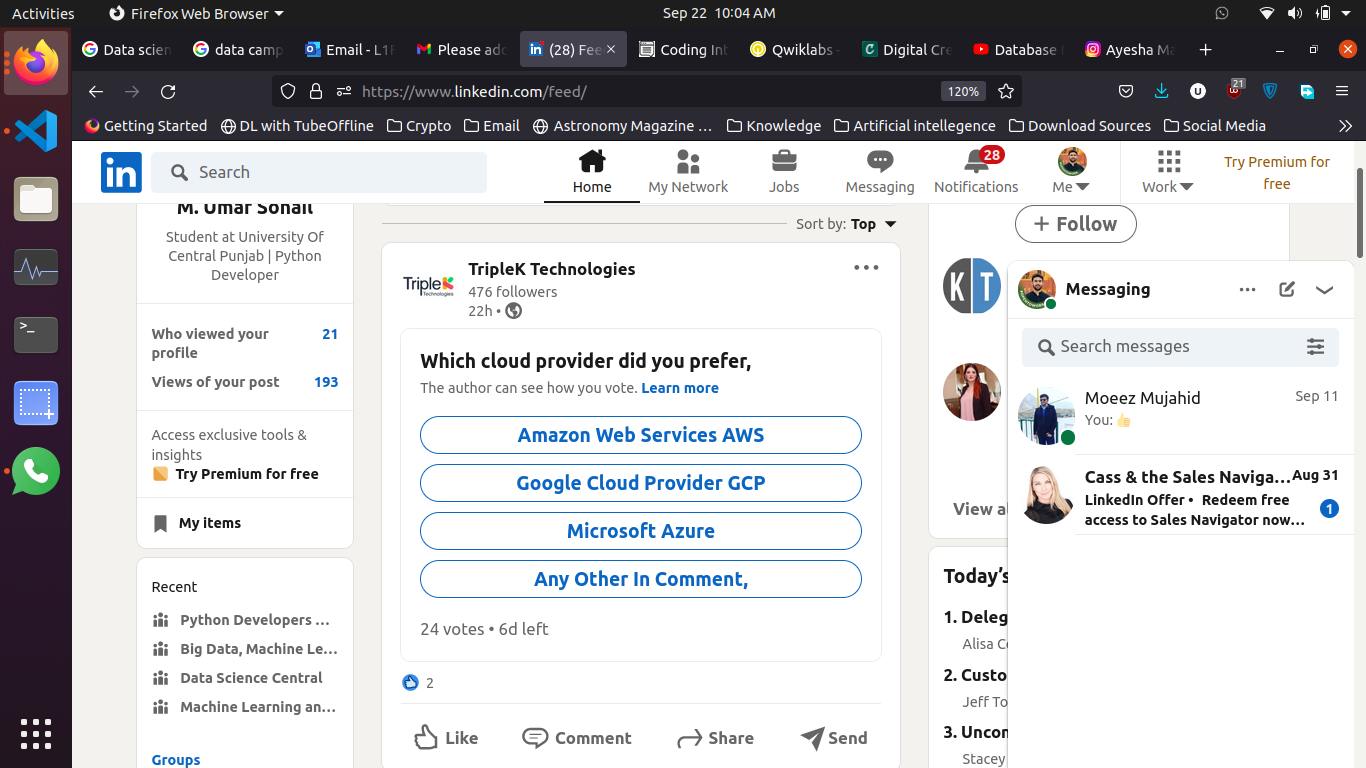 Activities
Firefox Web Browser
Sep 22 10:04 AM
Data scien
data camp
Email - L1F
Please add
(28) Fee
Coding Int
Qwiklabs -
Digital Cre
Database
Ayesha Ma
https://www.linkedin.com/feed/
120%
21
Getting Started
DL with TubeOffline
Crypto
Email
Astronomy Magazine …
Knowledge
Artificial intellegence
Download Sources
Social Media
in
Search
Home
My Network
Jobs
Messaging
28
Notifications
Me
Work
Try Premium for
free
M. Umar Sohail
Student at University Of
Central Punjab | Python
Developer
Who viewed your
profile
21
Views of your post
193
Access exclusive tools &
insights
Try Premium for free
My items
Recent
Python Developers ...
Big Data, Machine Le...
Data Science Central
Machine Learning an...
Groups
Sort by: Top
TripleK
Technologies
TripleK Technologies
476 followers
22h •
Which cloud provider did you prefer,
The author can see how you vote. Learn more
Amazon Web Services AWS
Google Cloud Provider GCP
Microsoft Azure
Any Other In Comment,
24 votes • 6d left
2
Like
Comment
Share
Send
+ Follow
KT
View al
Today's
1. Deleg
Alisa Co
2. Custo
Jeff To
3. Uncon
Stacey
Messaging
Search messages
Moeez Mujahid
Sep 11
You: 👍
Cass & the Sales Naviga...
Aug 31
LinkedIn Offer • Redeem free
access to Sales Navigator now...
1